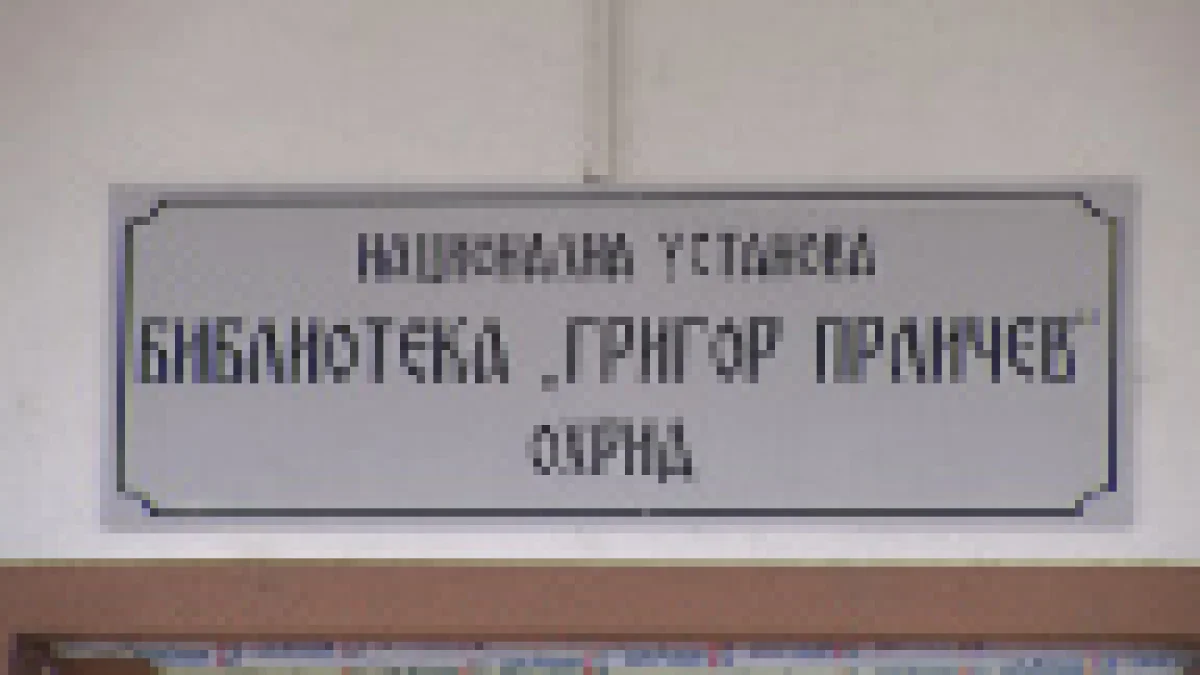 НАЦИОНАЛНА УСТАНОВА
БИБЛИОТЕКА „ГРИГОР ПРЛИЧЕВ“
ОХРИД